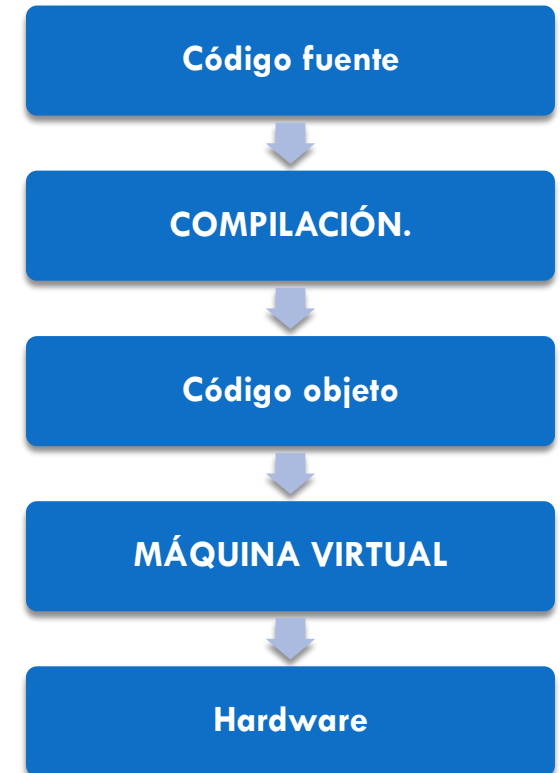 Código fuente
COMPILACIÓN.
Código objeto
MÁQUINA VIRTUAL
Hardware